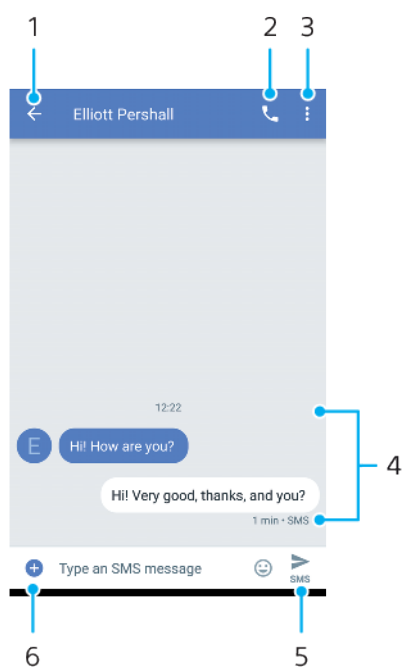 1 2 3
Elliott Pershall
12:22
E Hi! How are you?
Hi! Very good, thanks, and you?
1 min • SMS
4
Type an SMS message
SMS
6 5